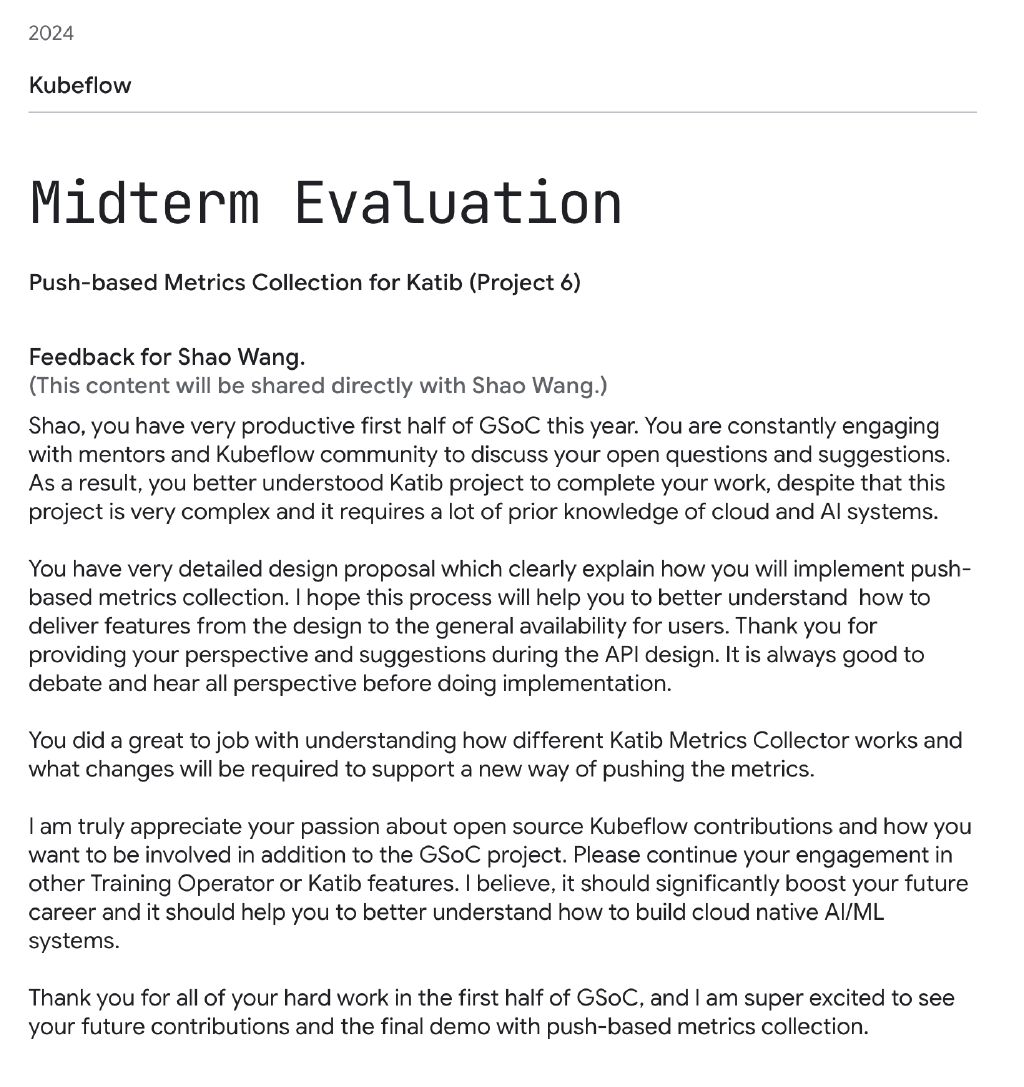 2024
Kubeflow
Midterm Evaluation
Push-based Metrics Collection for Katib (Project 6)
Feedback for Shao Wang.
(This content will be shared directly with Shao Wang.)
Shao, you have very productive first half of GSoC this year. You are constantly engaging
with mentors and Kubeflow community to discuss your open questions and suggestions.
As a result, you better understood Katib project to complete your work, despite that this
project is very complex and it requires a lot of prior knowledge of cloud and AI systems.
You have very detailed design proposal which clearly explain how you will implement push-
based metrics collection. I hope this process will help you to better understand  how to
deliver features from the design to the general availability for users. Thank you for
providing your perspective and suggestions during the API design. It is always good to
debate and hear all perspective before doing implementation.
You did a great to job with understanding how different Katib Metrics Collector works and
what changes will be required to support a new way of pushing the metrics.
I am truly appreciate your passion about open source Kubeflow contributions and how you
want to be involved in addition to the GSoC project. Please continue your engagement in
other Training Operator or Katib features. I believe, it should significantly boost your future
career and it should help you to better understand how to build cloud native AI/ML
systems.
Thank you for all of your hard work in the first half of GSoC, and I am super excited to see
your future contributions and the final demo with push-based metrics collection.